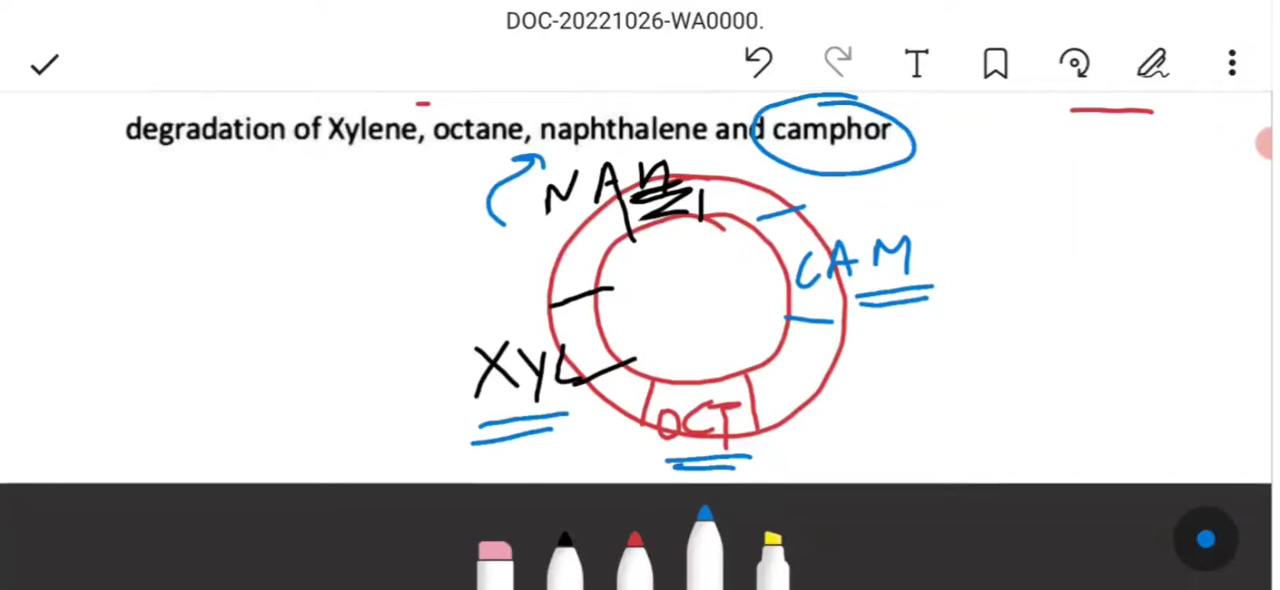 DOC-20221026-WA0000.
T
degradation of Xylene, octane, naphthalene and camphor
CAM
XYL
OCT